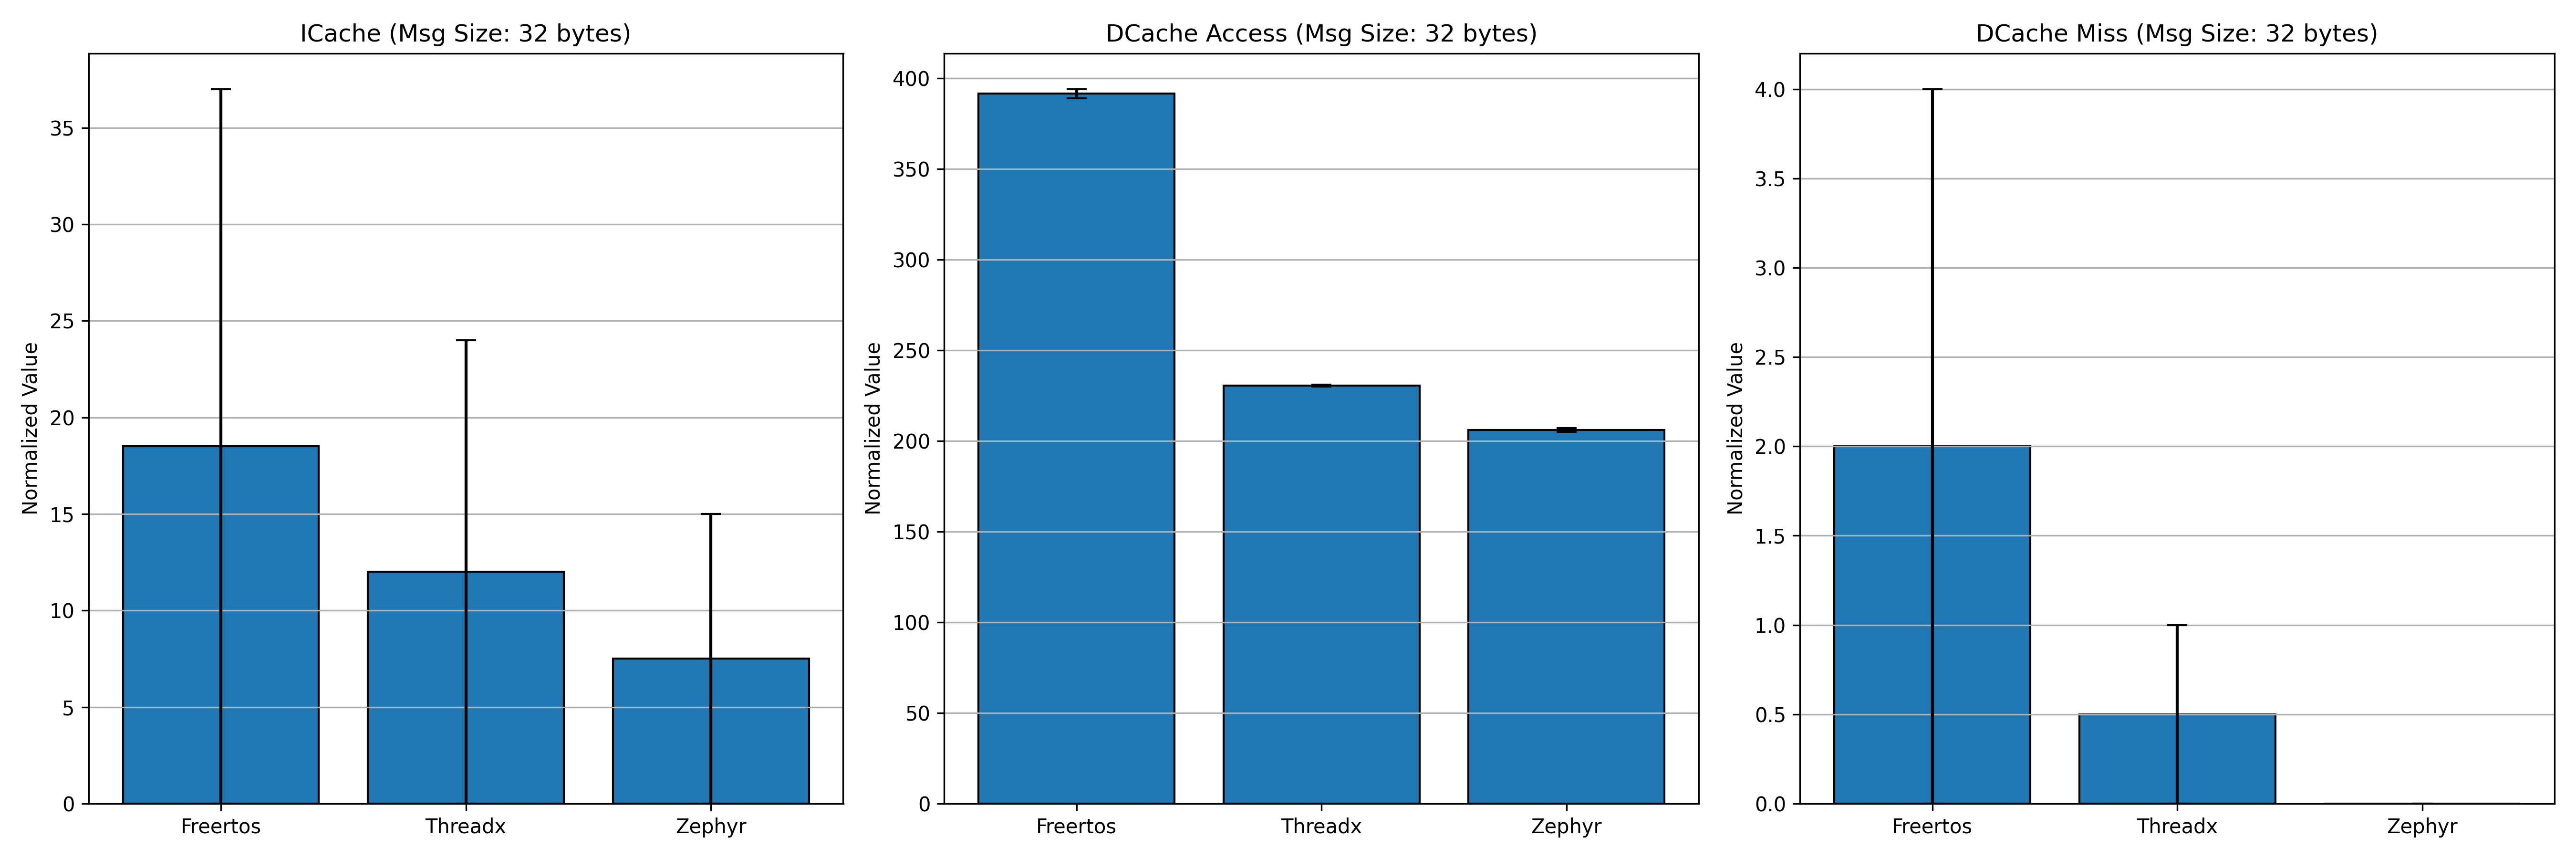 ICache (Msg Size: 32 bytes)
Normalized Value
35
30
25
20
15
10
5
0
Freertos
Threadx
Zephyr
DCache Access (Msg Size: 32 bytes)
Normalized Value
400
350
300
250
200
150
100
50
0
Freertos
Threadx
Zephyr
DCache Miss (Msg Size: 32 bytes)
Normalized Value
4.0
3.5
3.0
2.5
2.0
1.5
1.0
0.5
0.0
Freertos
Threadx
Zephyr